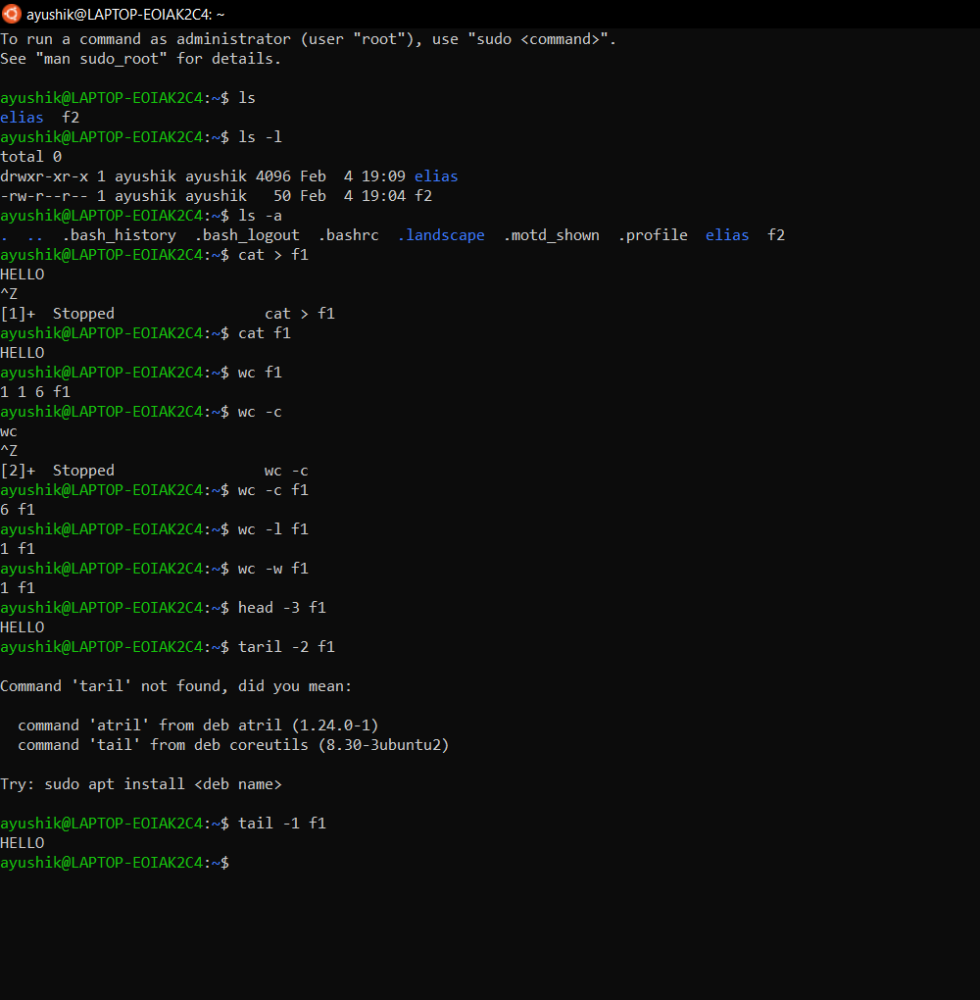 ayushik@LAPTOP-EOIAK2C4: ~
To run a command as administrator (user "root"), use "sudo <command>".
See "man sudo_root" for details.
ayushik@LAPTOP-EOIAK2C4:~$ ls
elias  f2
ayushik@LAPTOP-EOIAK2C4:~$ ls -l
total 0
drwxr-xr-x 1 ayushik ayushik 4096 Feb  4 19:09 elias
-rw-r--r-- 1 ayushik ayushik   50 Feb  4 19:04 f2
ayushik@LAPTOP-EOIAK2C4:~$ ls -a
.  ..  .bash_history  .bash_logout  .bashrc  .landscape  .motd_shown  .profile  elias  f2
ayushik@LAPTOP-EOIAK2C4:~$ cat > f1
HELLO
^Z
[1]+  Stopped                 cat > f1
ayushik@LAPTOP-EOIAK2C4:~$ cat f1
HELLO
ayushik@LAPTOP-EOIAK2C4:~$ wc f1
1 1 6 f1
ayushik@LAPTOP-EOIAK2C4:~$ wc -c
wc
^Z
[2]+  Stopped                 wc -c
ayushik@LAPTOP-EOIAK2C4:~$ wc -c f1
6 f1
ayushik@LAPTOP-EOIAK2C4:~$ wc -l f1
1 f1
ayushik@LAPTOP-EOIAK2C4:~$ wc -w f1
1 f1
ayushik@LAPTOP-EOIAK2C4:~$ head -3 f1
HELLO
ayushik@LAPTOP-EOIAK2C4:~$ taril -2 f1
Command 'taril' not found, did you mean:
  command 'atril' from deb atril (1.24.0-1)
  command 'tail' from deb coreutils (8.30-3ubuntu2)
Try: sudo apt install <deb name>
ayushik@LAPTOP-EOIAK2C4:~$ tail -1 f1
HELLO
ayushik@LAPTOP-EOIAK2C4:~$